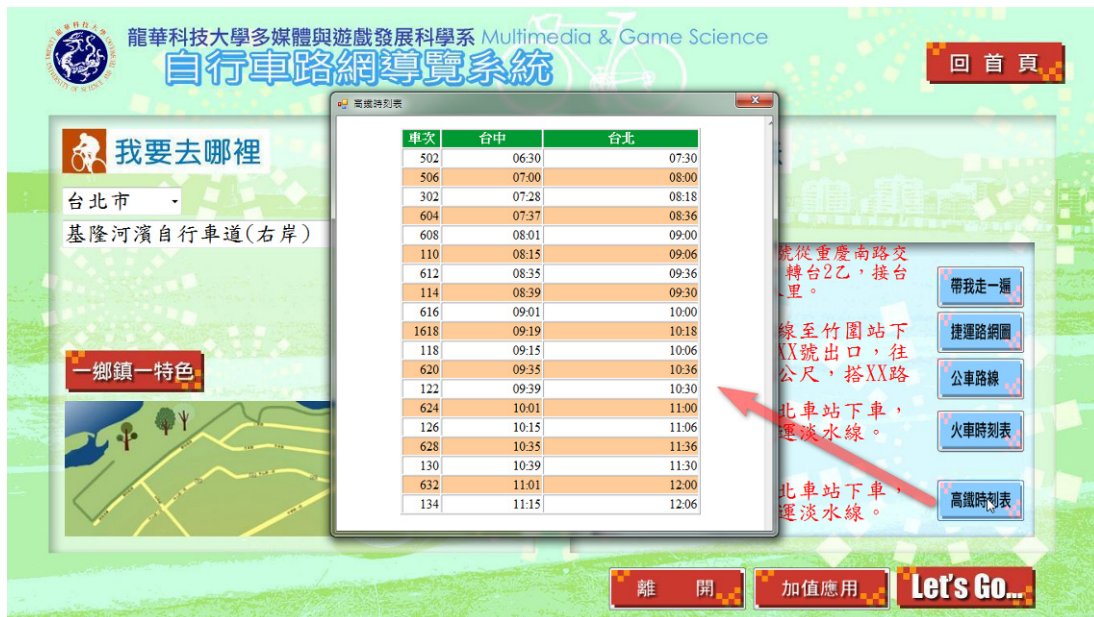 龍華科技大學多媒體與遊戲發展科學系 Multimedia & Game Science
自行車路網導覽系統
回首頁
我要去哪裡
台北市
基隆河濱自行車道(右岸)
一鄉鎮一特色
高鐵時刻表
車次 台中 台北
502 06:30 07:30
506 07:00 08:00
302 07:28 08:18
604 07:37 08:36
608 08:01 09:00
110 08:15 09:06
612 08:35 09:36
114 08:39 09:30
616 09:01 10:00
1618 09:19 10:18
118 09:15 10:06
620 09:35 10:36
122 09:39 10:30
624 10:01 11:00
126 10:15 11:06
628 10:35 11:36
130 10:39 11:30
632 11:01 12:00
134 11:15 12:06
號從重慶南路交
轉台2乙，接台
里。
線至竹圍站下
XX號出口，往
公尺，搭XX路
北車站下車，
運淡水線。
北車站下車，
運淡水線。
帶我走一遍
捷運路網圖
公車路線
火車時刻表
高鐵時刻表
離開
加值應用
Let's Go...